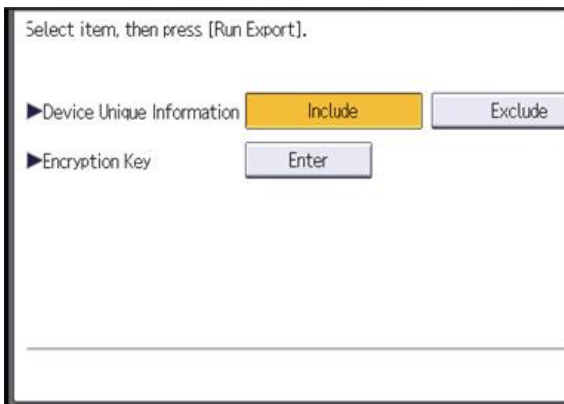 Select item, then press [Run Export].
►Device Unique Information Include Exclude
►Encryption Key Enter